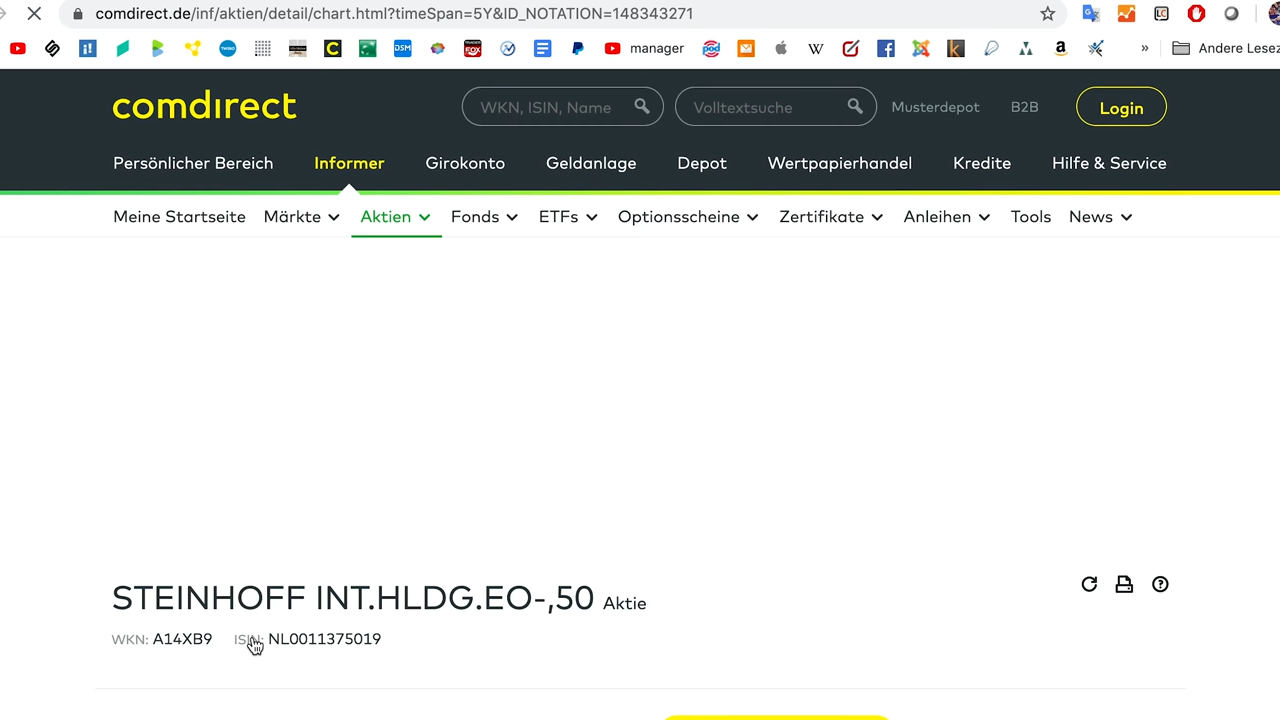 comdirect.de/inf/aktien/detail/chart.html?timeSpan=5Y&ID_NOTATION=148343271
manager
Andere Lesez
comdirect
WKN, ISIN, Name
Volltextsuche
Musterdepot
B2B
Login
Persönlicher Bereich
Informer
Girokonto
Geldanlage
Depot
Wertpapierhandel
Kredite
Hilfe & Service
Meine Startseite
Märkte
Aktien
Fonds
ETFs
Optionsscheine
Zertifikate
Anleihen
Tools
News
STEINHOFF INT.HLDG.EO-,50 Aktie
WKN: A14XB9 ISIN: NL0011375019